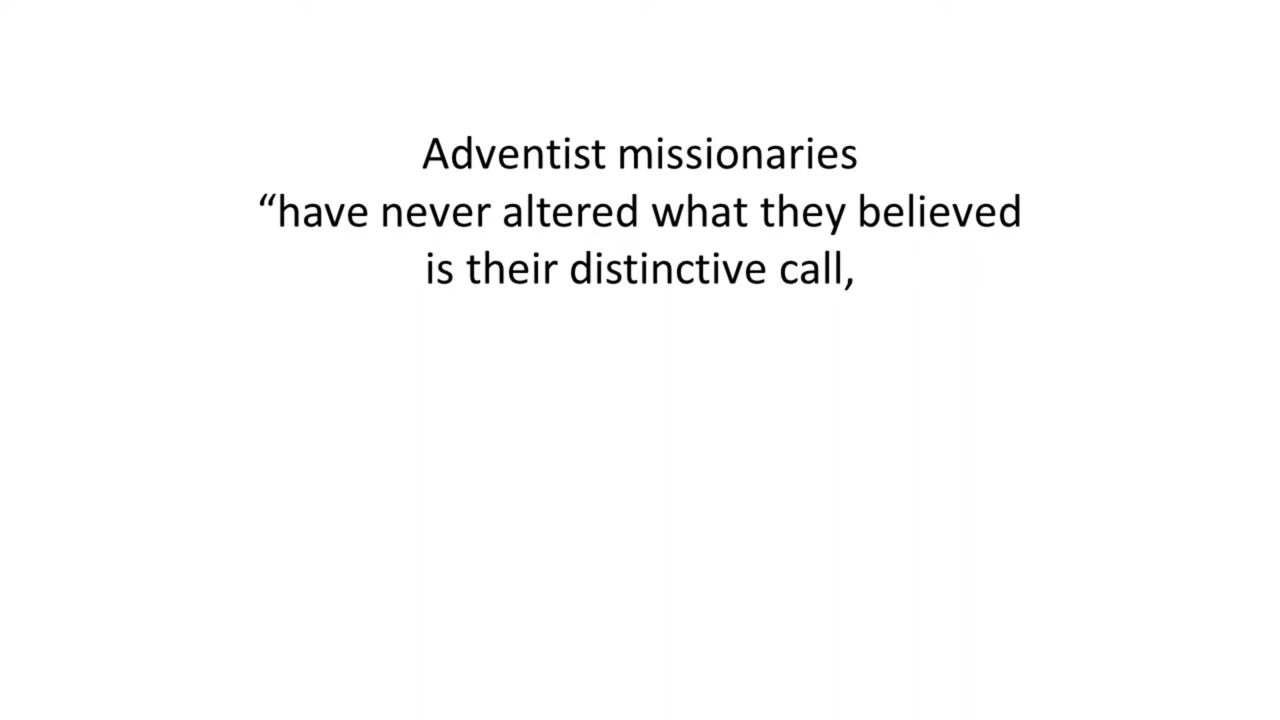 Adventist missionaries
“have never altered what they believed
is their distinctive call,